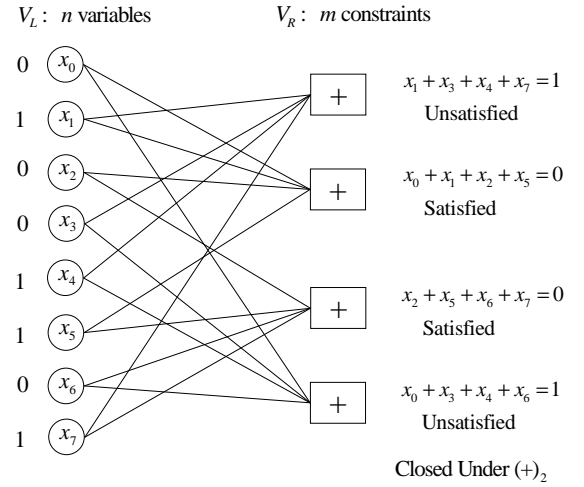 V_L: n variables
V_R: m constraints
0 x_0
1 x_1
0 x_2
0 x_3
1 x_4
1 x_5
0 x_6
1 x_7
+
+
+
+
x_1 + x_3 + x_4 + x_7 = 1
Unsatisfied
x_0 + x_1 + x_2 + x_5 = 0
Satisfied
x_2 + x_5 + x_6 + x_7 = 0
Satisfied
x_0 + x_3 + x_4 + x_6 = 1
Unsatisfied
Closed Under (+)_2